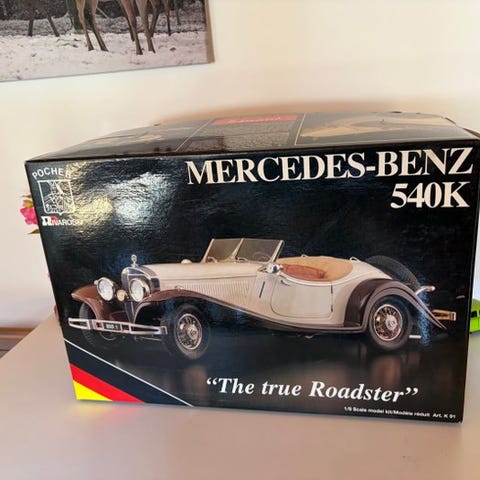 POCHER
RIVAROSSI
MERCEDES-BENZ
540K
"The true Roadster"
1/8 Scale model kit/Modèle réduit Art. K 91